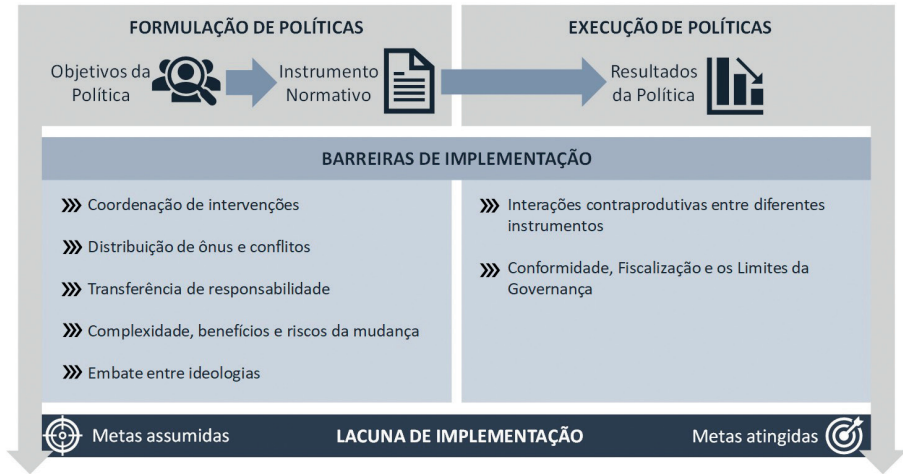 FORMULAÇÃO DE POLÍTICAS
Objetivos da
Política
Instrumento
Normativo
EXECUÇÃO DE POLÍTICAS
Resultados
da Política
BARREIRAS DE IMPLEMENTAÇÃO
Coordenação de intervenções
Distribuição de ônus e conflitos
Transferência de responsabilidade
Complexidade, benefícios e riscos da mudança
Embate entre ideologias
Interações contraprodutivas entre diferentes
instrumentos
Conformidade, Fiscalização e os Limites da
Governança
Metas assumidas
LACUNA DE IMPLEMENTAÇÃO
Metas atingidas